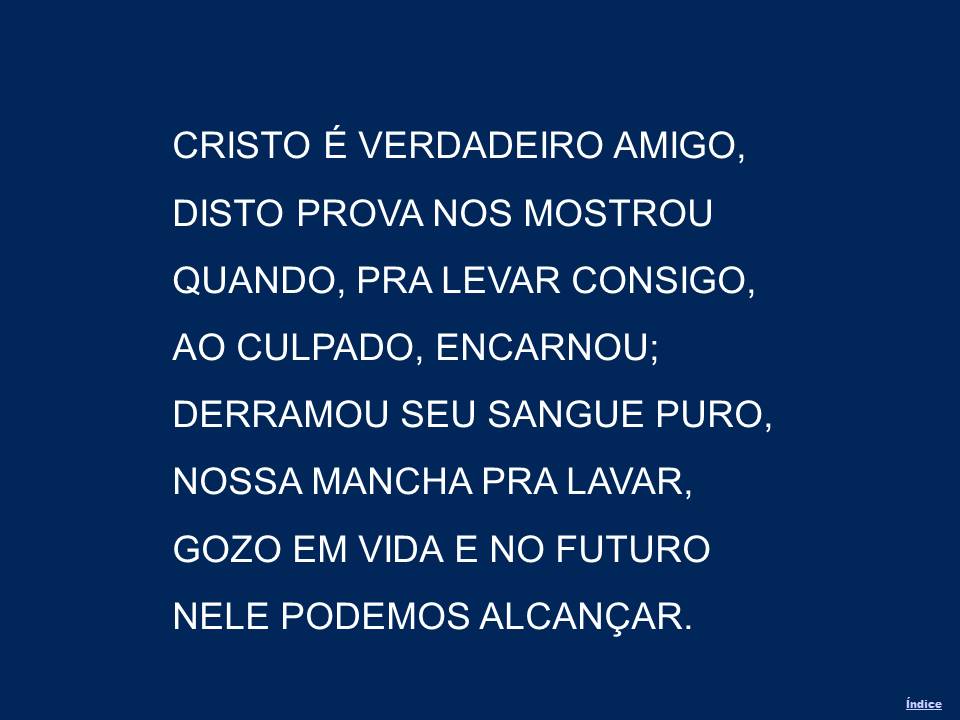 CRISTO É VERDADEIRO AMIGO,
DISTO PROVA NOS MOSTROU
QUANDO, PRA LEVAR CONSIGO,
AO CULPADO, ENCARNOU;
DERRAMOU SEU SANGUE PURO,
NOSSA MANCHA PRA LAVAR,
GOZO EM VIDA E NO FUTURO
NELE PODEMOS ALCANÇAR.
Índice